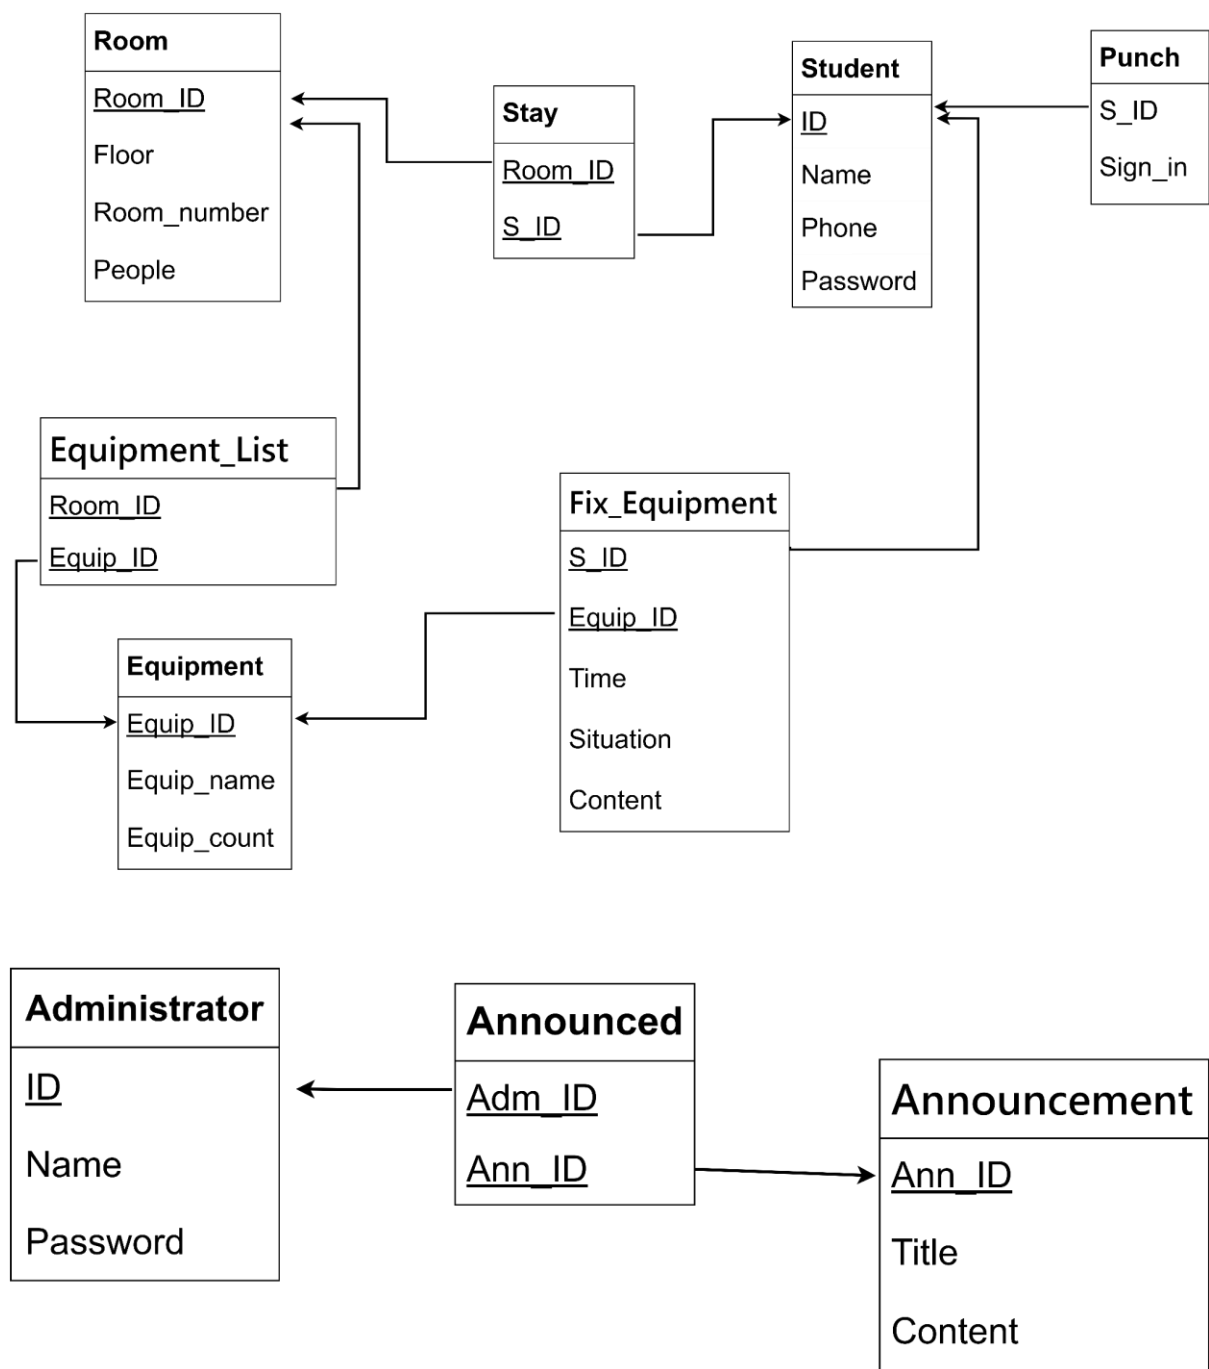 Room
Room_ID
Floor
Room_number
People
Stay
Room_ID
S_ID
Student
ID
Name
Phone
Password
Punch
S_ID
Sign_in
Equipment_List
Room_ID
Equip_ID
Fix_Equipment
S_ID
Equip_ID
Time
Situation
Content
Equipment
Equip_ID
Equip_name
Equip_count
Administrator
ID
Name
Password
Announced
Adm_ID
Ann_ID
Announcement
Ann_ID
Title
Content